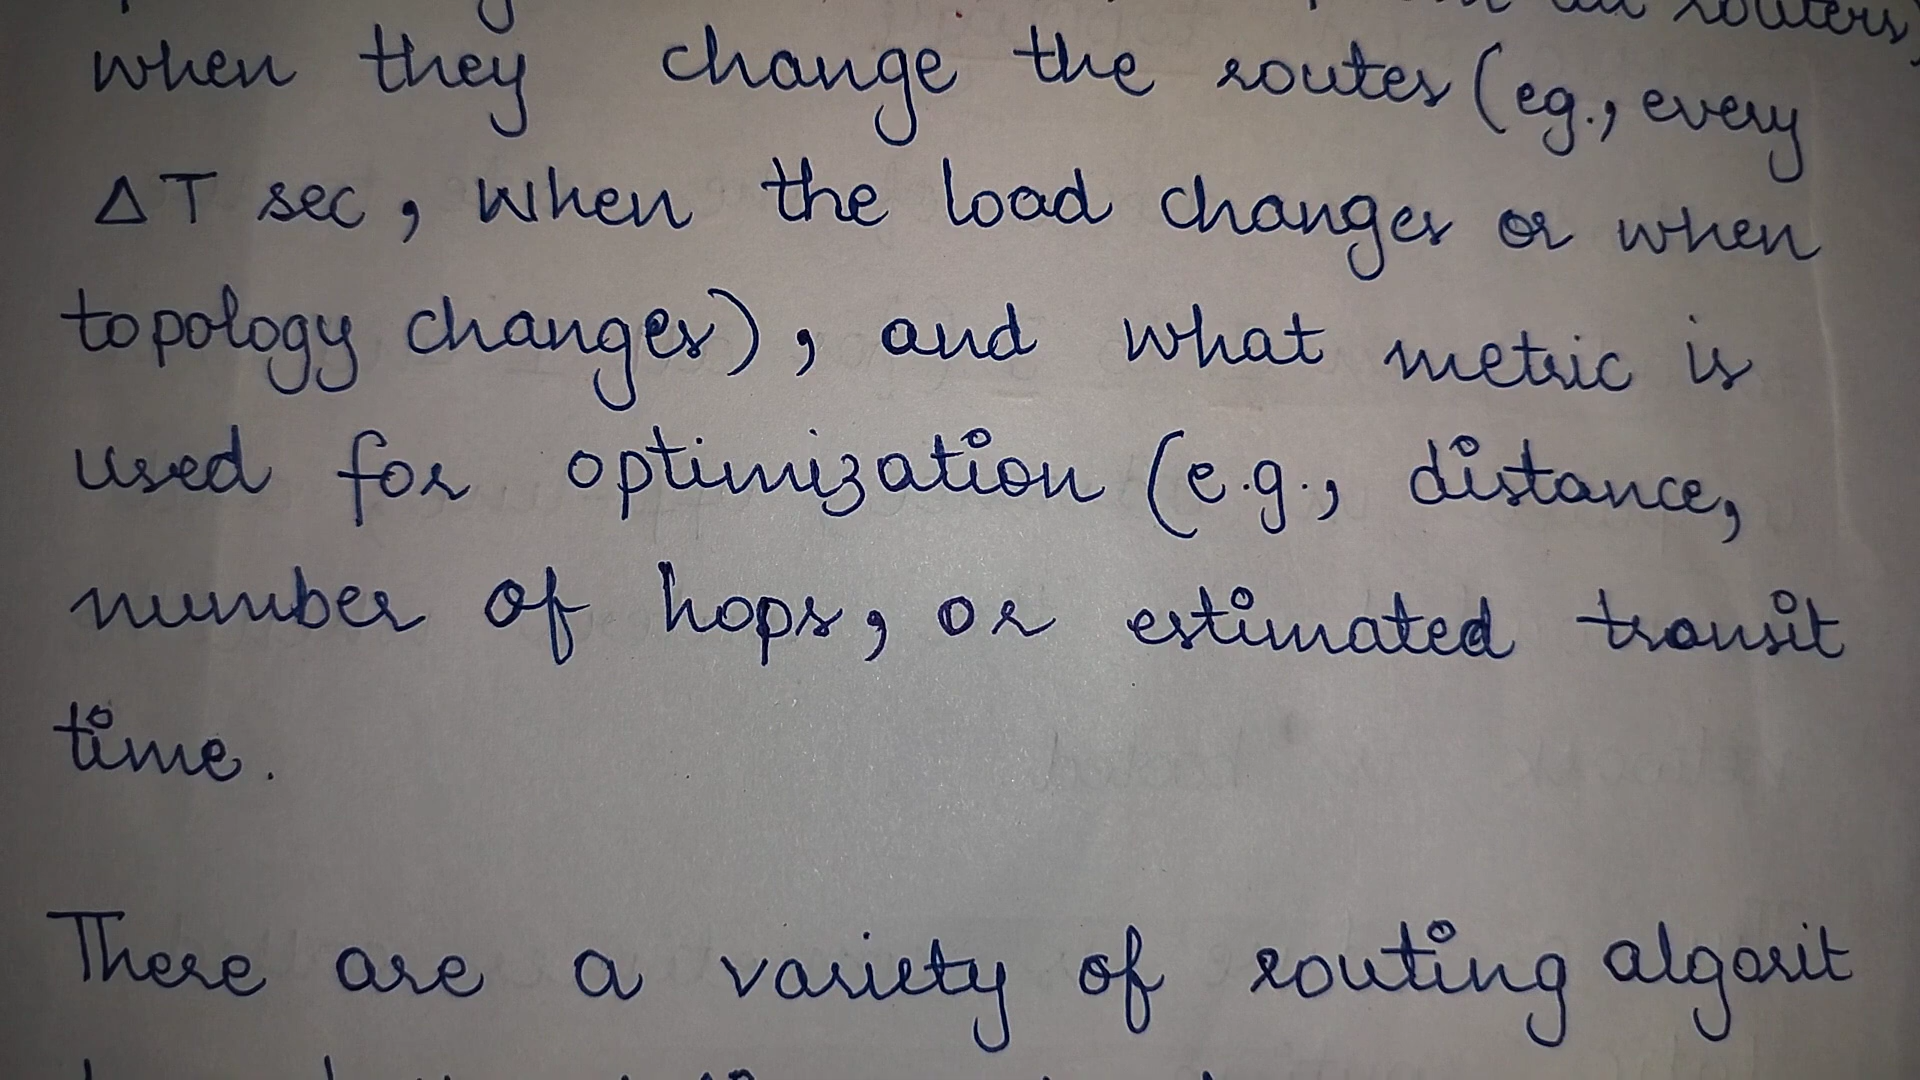 all routers,
when they change the routes (eg., every
ΔT sec, when the load changes or when
topology changes), and what metric is
used for optimization (e.g., distance,
number of hops, or estimated transit
time.
There are a variety of routing algorit